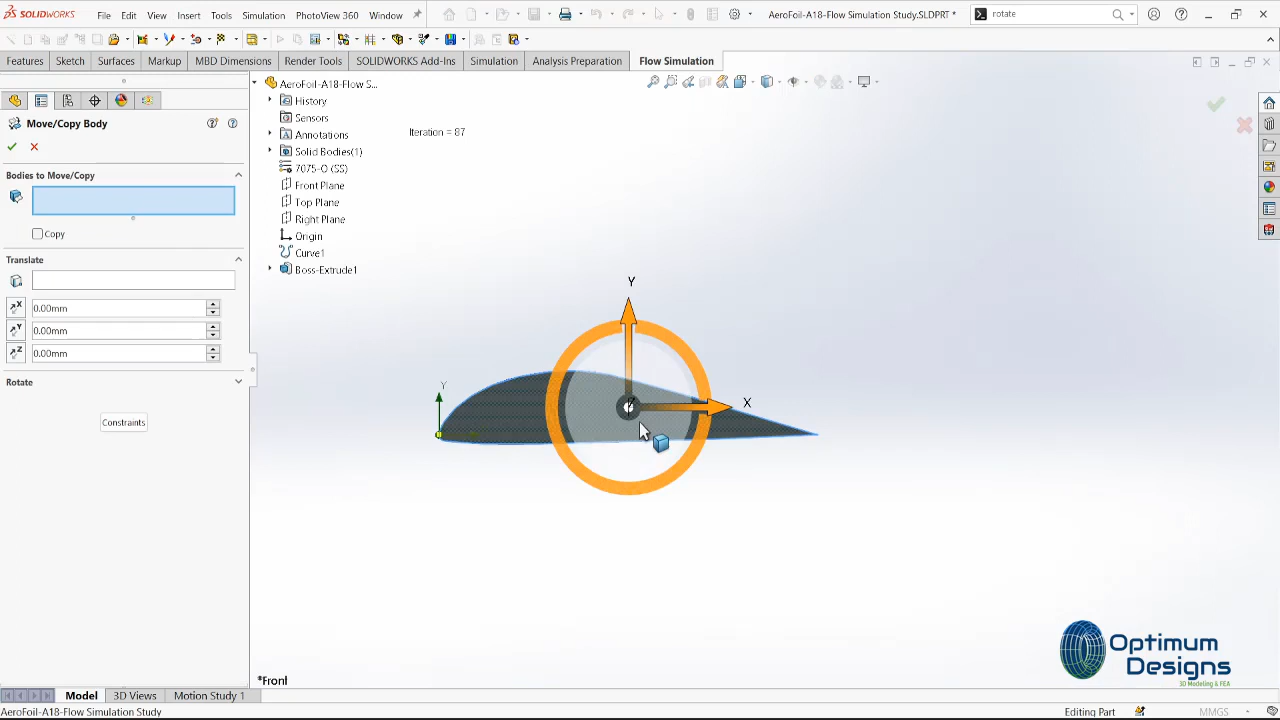 SOLIDWORKS File Edit View Insert Tools Simulation PhotoView 360 Window AeroFoil-A18-Flow Simulation Study.SLDPRT * rotate
Features Sketch Surfaces Markup MBD Dimensions Render Tools SOLIDWORKS Add-Ins Simulation Analysis Preparation Flow Simulation
Move/Copy Body
Bodies to Move/Copy
Copy
Translate
0.00mm
0.00mm
0.00mm
Rotate
Constraints
AeroFoil-A18-Flow S...
History
Sensors
Annotations
Solid Bodies(1)
7075-O (SS)
Front Plane
Top Plane
Right Plane
Origin
Curve1
Boss-Extrude1
Iteration = 87
Y
Y
X
Z
*Front
Optimum
Designs
3D Modeling & FEA
Model 3D Views Motion Study 1
AeroFoil-A18-Flow Simulation Study Editing Part MMGS